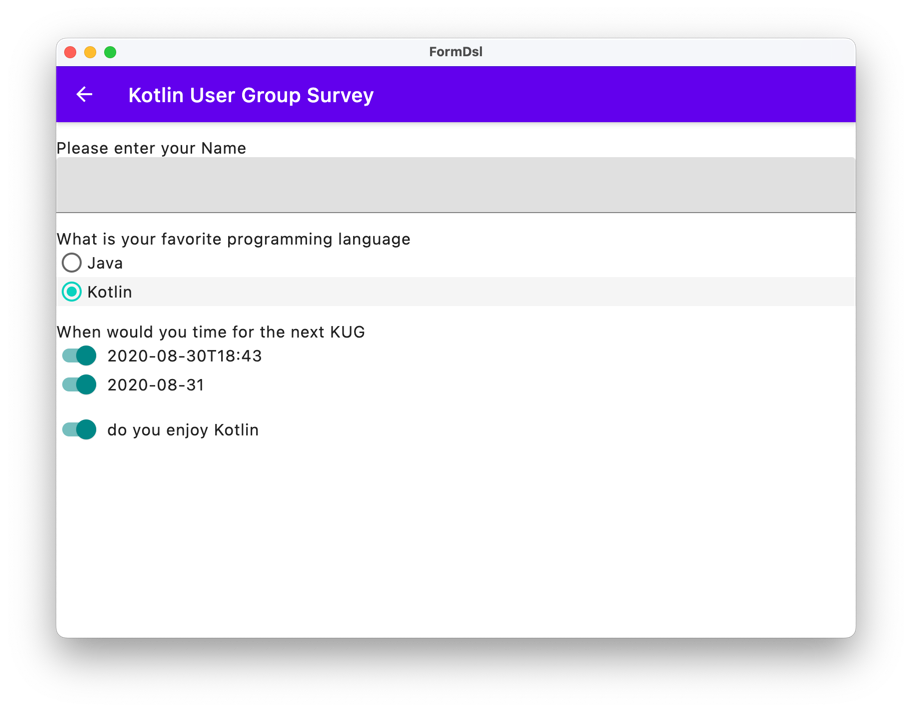 FormDsl
Kotlin User Group Survey
Please enter your Name
What is your favorite programming language
Java
Kotlin
When would you time for the next KUG
2020-08-30T18:43
2020-08-31
do you enjoy Kotlin